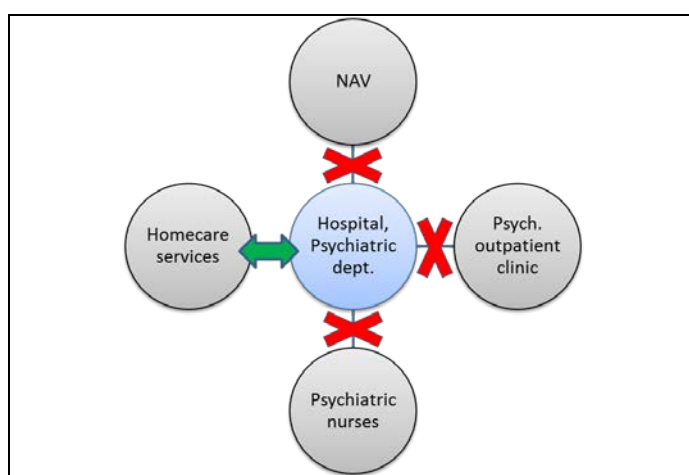 NAV
Homecare
services
Hospital,
Psychiatric
dept.
Psych.
outpatient
clinic
Psychiatric
nurses